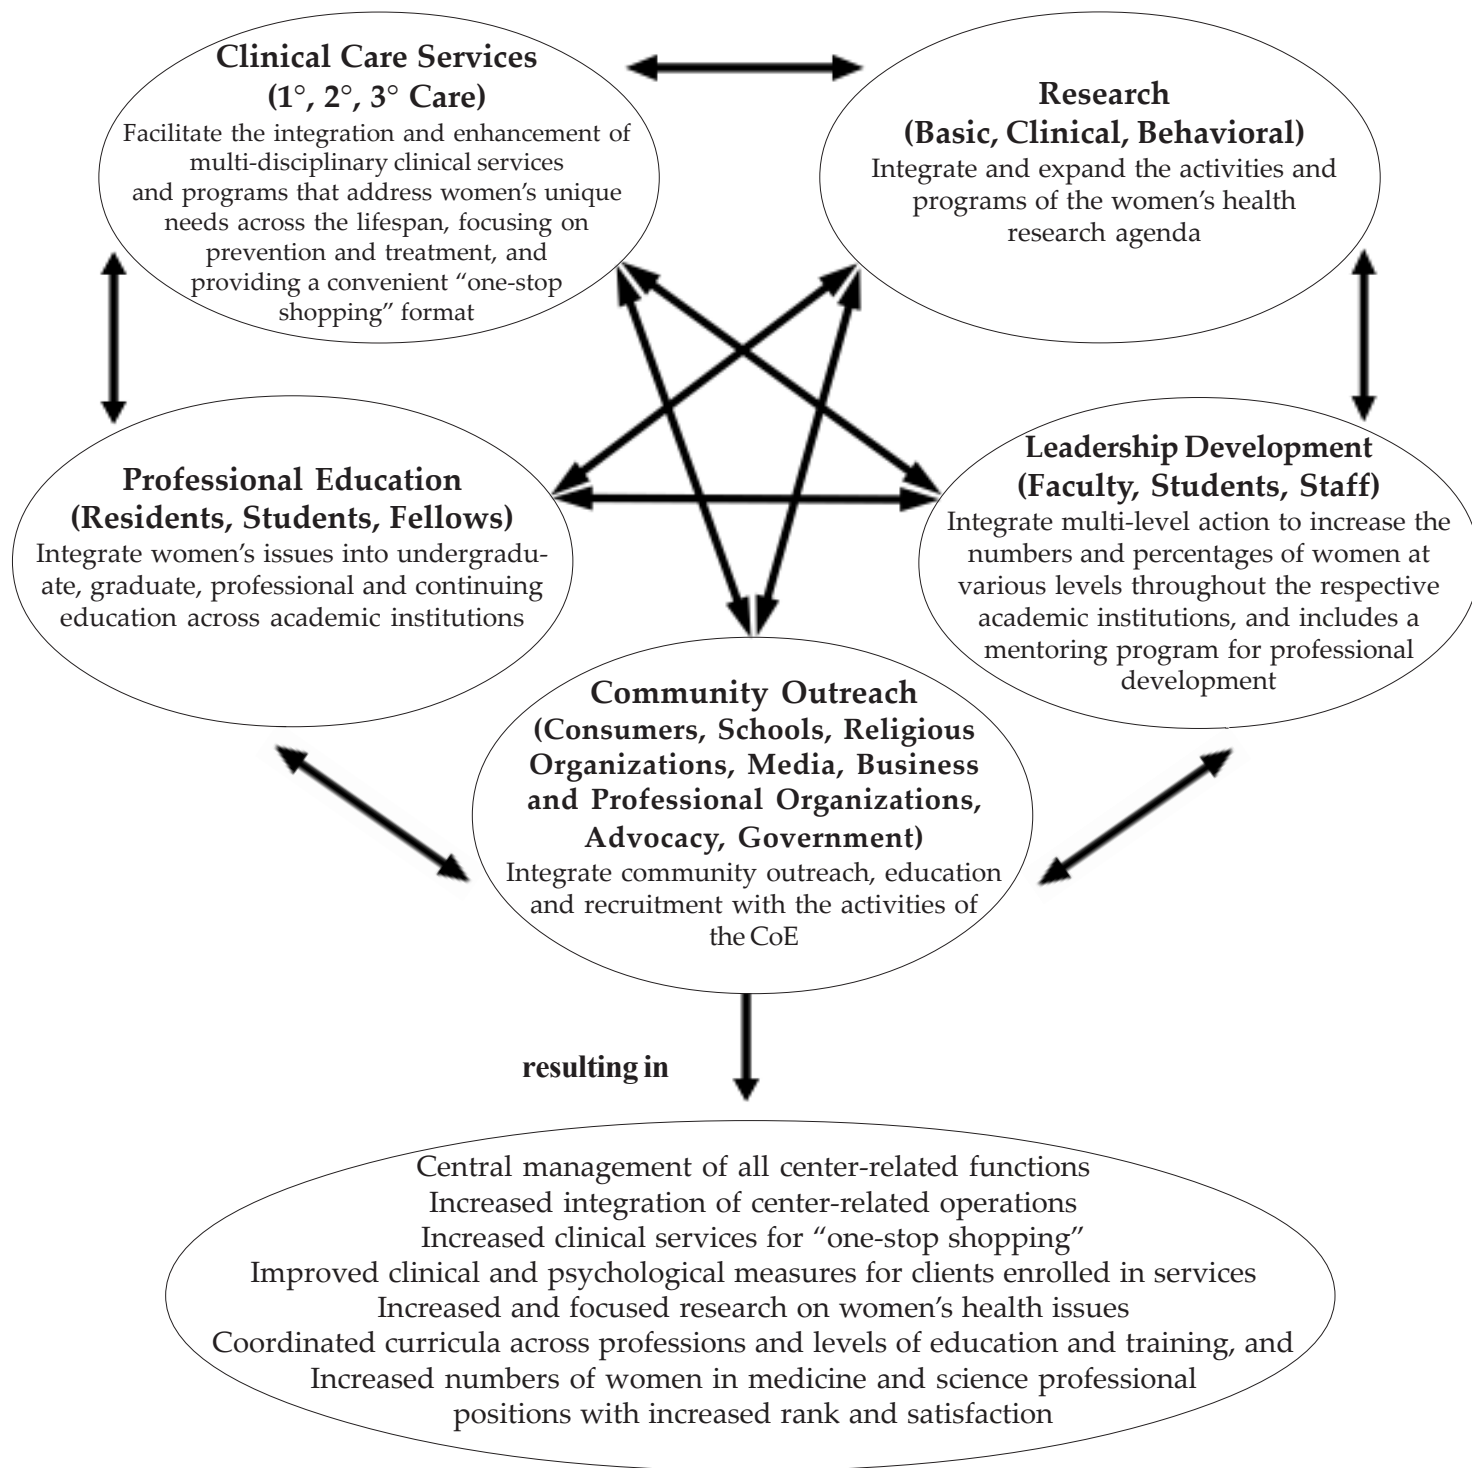 Clinical Care Services
(1°, 2°, 3° Care)
Facilitate the integration and enhancement of
multi-disciplinary clinical services
and programs that address women’s unique
needs across the lifespan, focusing on
prevention and treatment, and
providing a convenient “one-stop
shopping” format
Research
(Basic, Clinical, Behavioral)
Integrate and expand the activities and
programs of the women’s health
research agenda
Professional Education
(Residents, Students, Fellows)
Integrate women’s issues into undergradu-
ate, graduate, professional and continuing
education across academic institutions
Leadership Development
(Faculty, Students, Staff)
Integrate multi-level action to increase the
numbers and percentages of women at
various levels throughout the respective
academic institutions, and includes a
mentoring program for professional
development
Community Outreach
(Consumers, Schools, Religious
Organizations, Media, Business
and Professional Organizations,
Advocacy, Government)
Integrate community outreach, education
and recruitment with the activities of
the CoE
resulting in
Central management of all center-related functions
Increased integration of center-related operations
Increased clinical services for “one-stop shopping”
Improved clinical and psychological measures for clients enrolled in services
Increased and focused research on women’s health issues
Coordinated curricula across professions and levels of education and training, and
Increased numbers of women in medicine and science professional
positions with increased rank and satisfaction